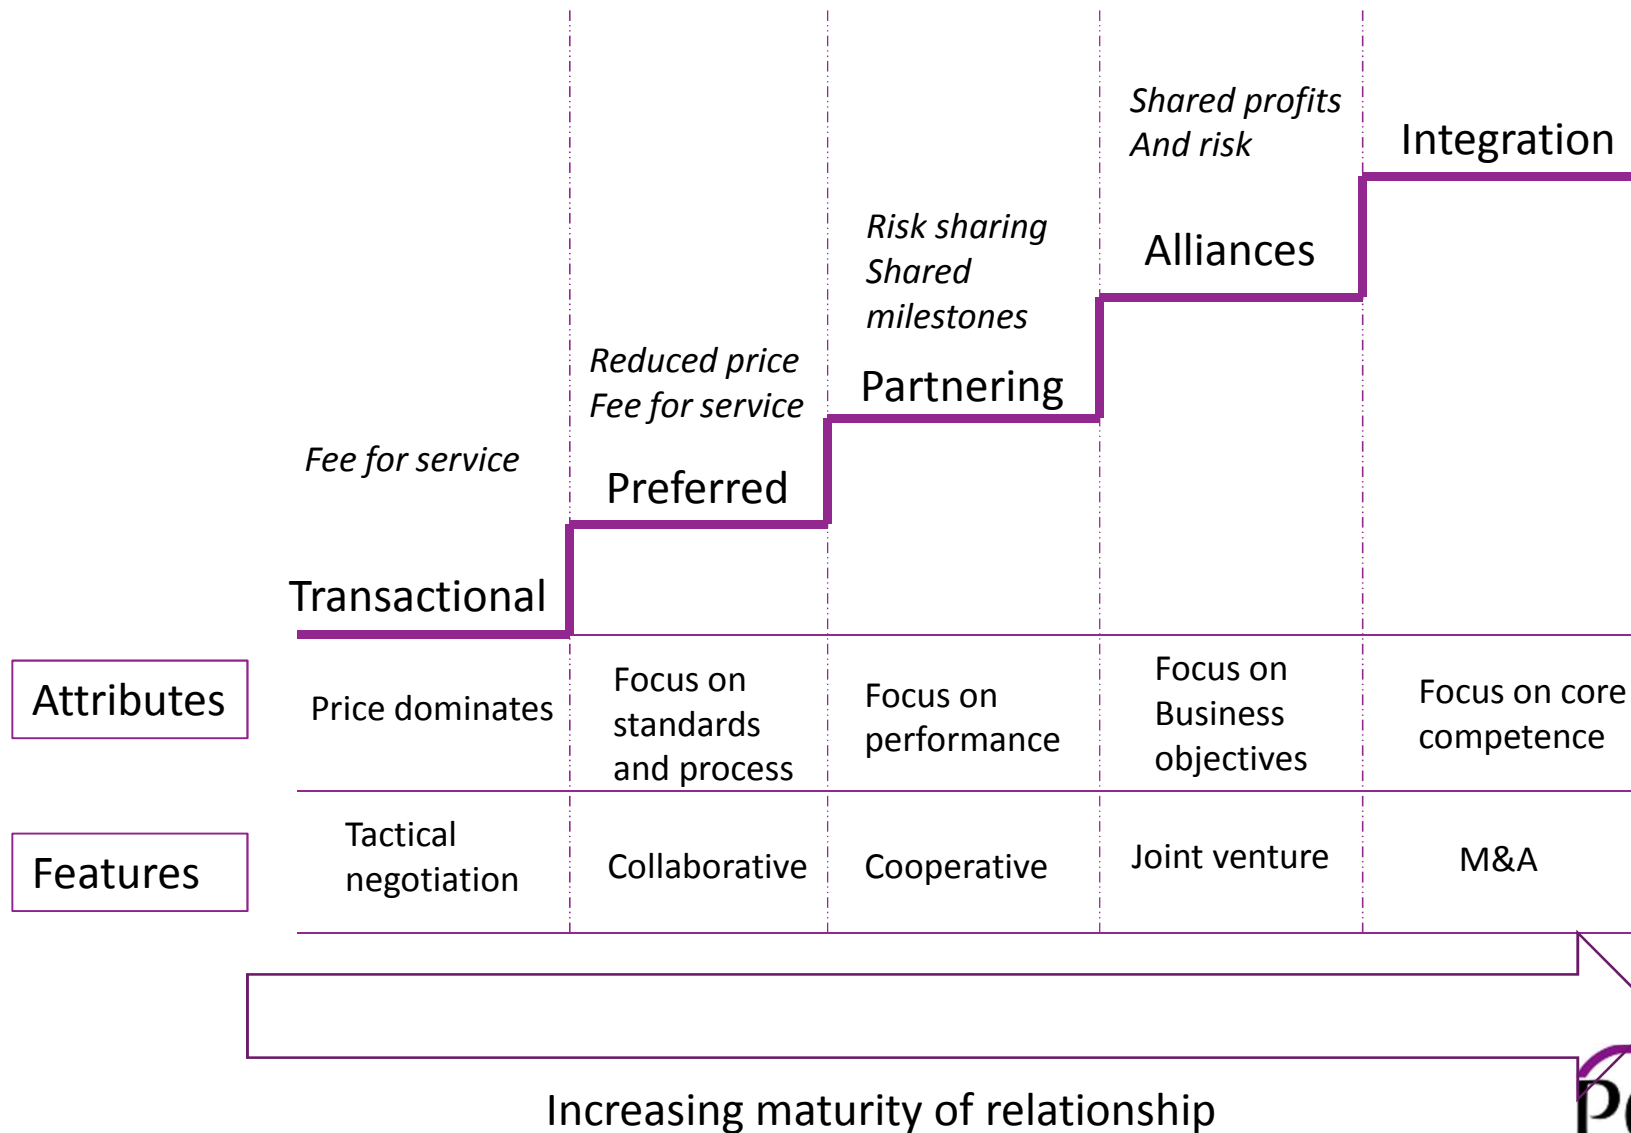 Shared profits
And risk
Integration
Risk sharing
Shared
milestones
Alliances
Reduced price
Fee for service
Partnering
Fee for service
Preferred
Transactional
Attributes
Price dominates
Focus on
standards
and process
Focus on
performance
Focus on
Business
objectives
Focus on core
competence
Features
Tactical
negotiation
Collaborative
Cooperative
Joint venture
M&A
Increasing maturity of relationship